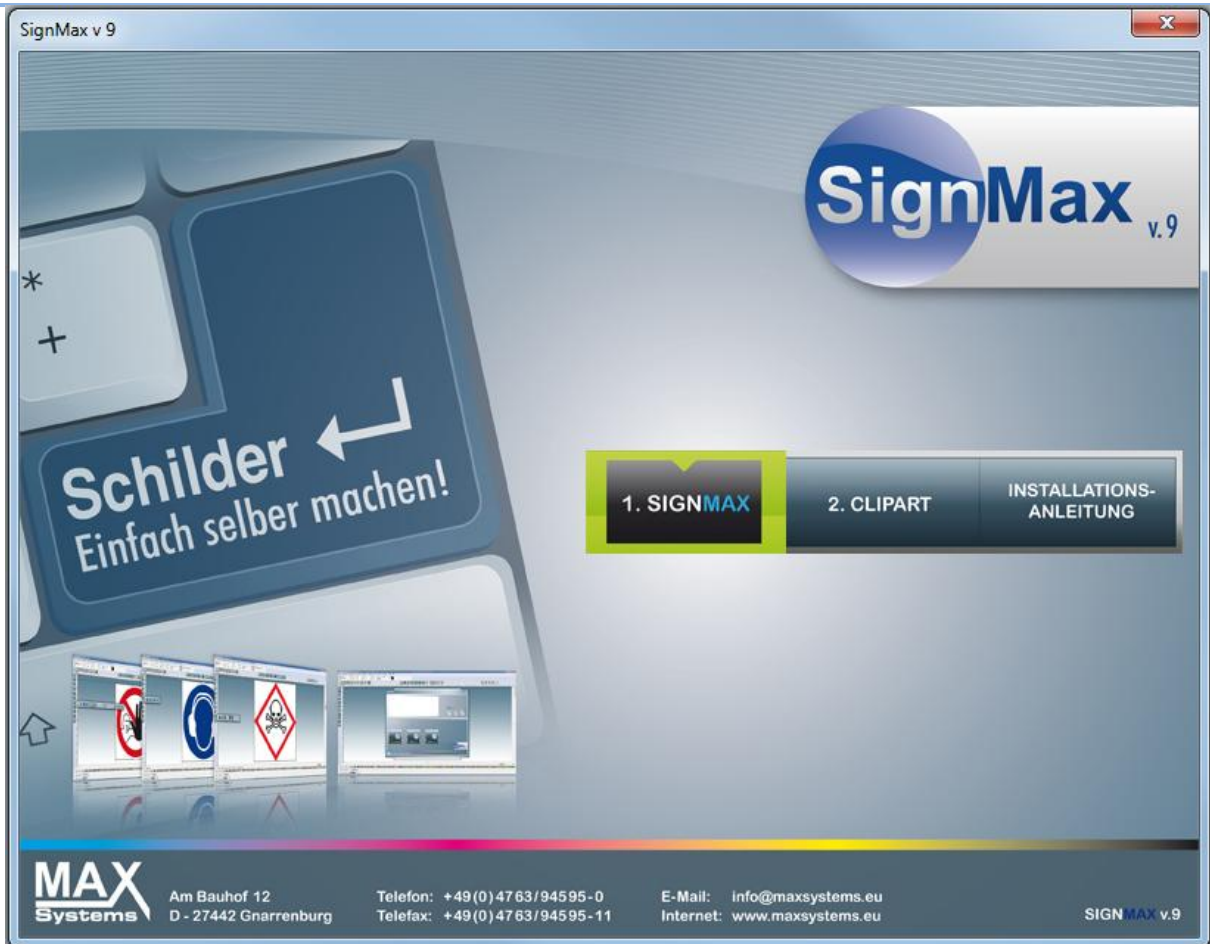 SignMax v 9
SignMax v.9
*
+
Schilder
Einfach selber machen!
1. SIGNMAX
2. CLIPART
INSTALLATIONS-
ANLEITUNG
MAX
Systems
Am Bauhof 12
D - 27442 Gnarrenburg
Telefon: +49(0)4763/94595-0
Telefax: +49(0)4763/94595-11
E-Mail: info@maxsystems.eu
Internet: www.maxsystems.eu
SIGNMAX v.9